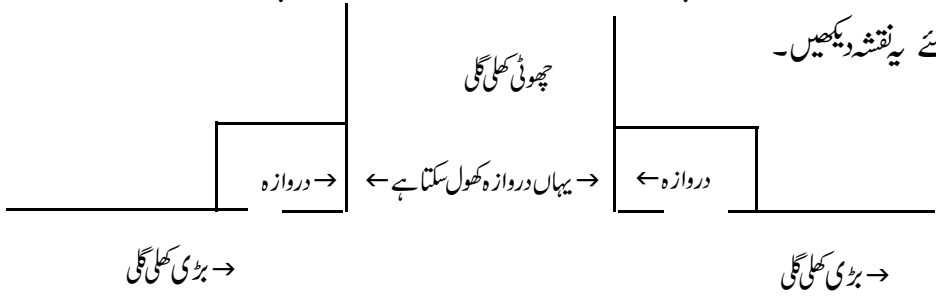 ئے یہ نقشہ دیکھیں۔
چھوٹی کھلی گلی
دروازہ ←
→ یہاں دروازہ کھول سکتا ہے ←
→ دروازہ
→ بڑی کھلی گلی
→ بڑی کھلی گلی